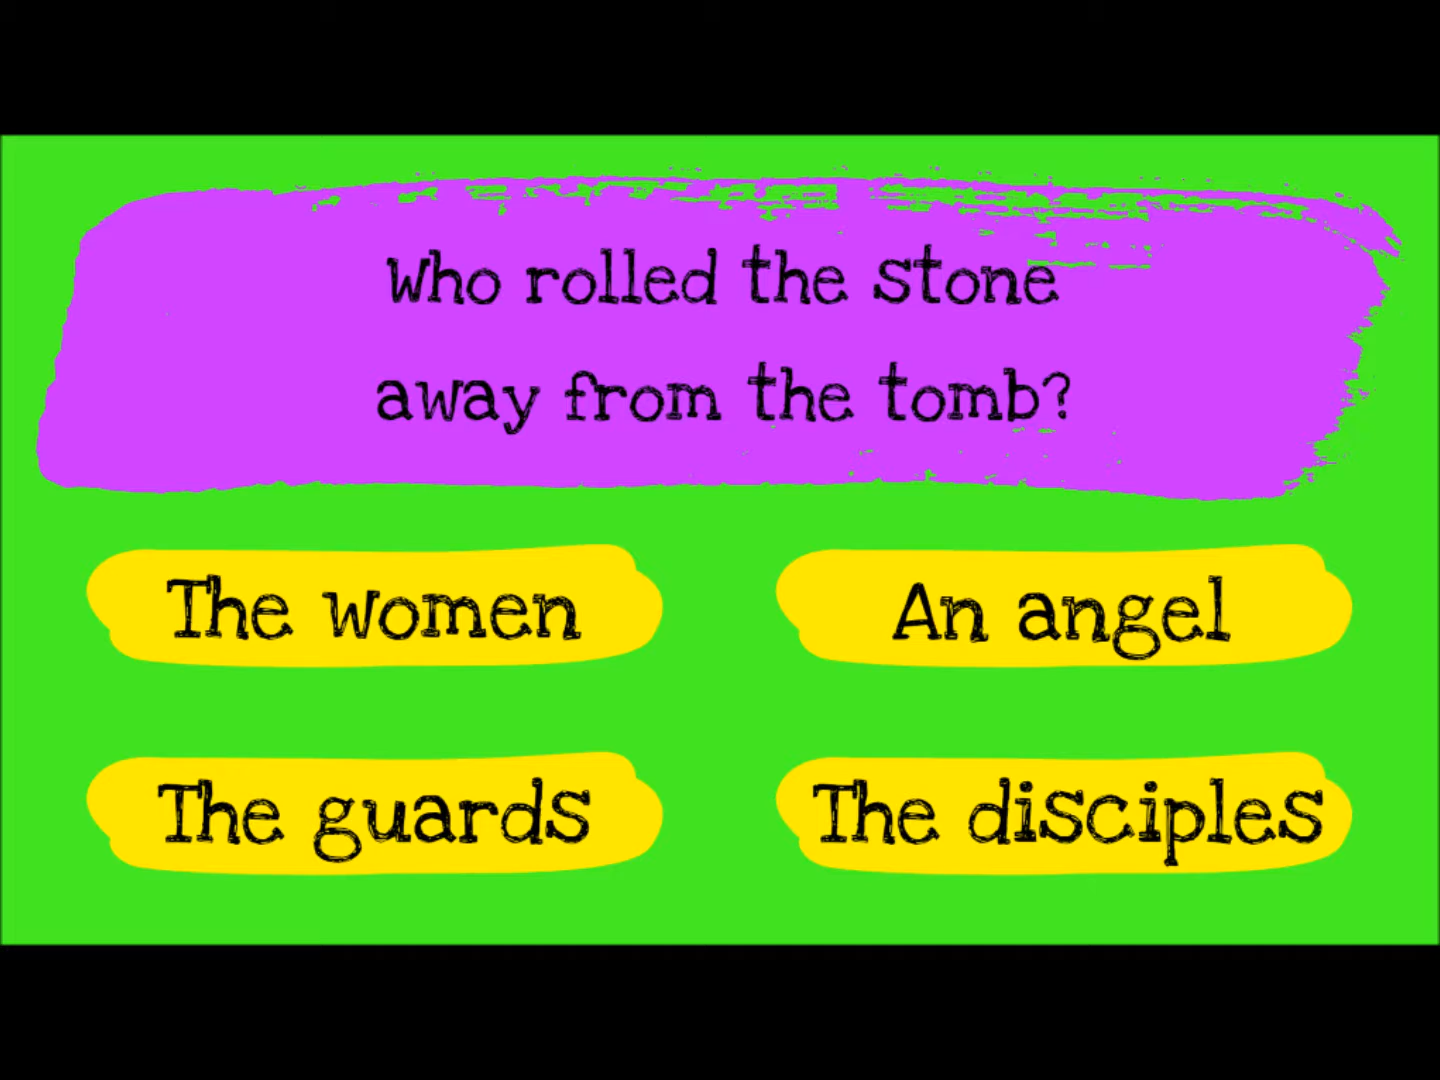 Who rolled the stone
away from the tomb?
The women
An angel
The guards
The disciples